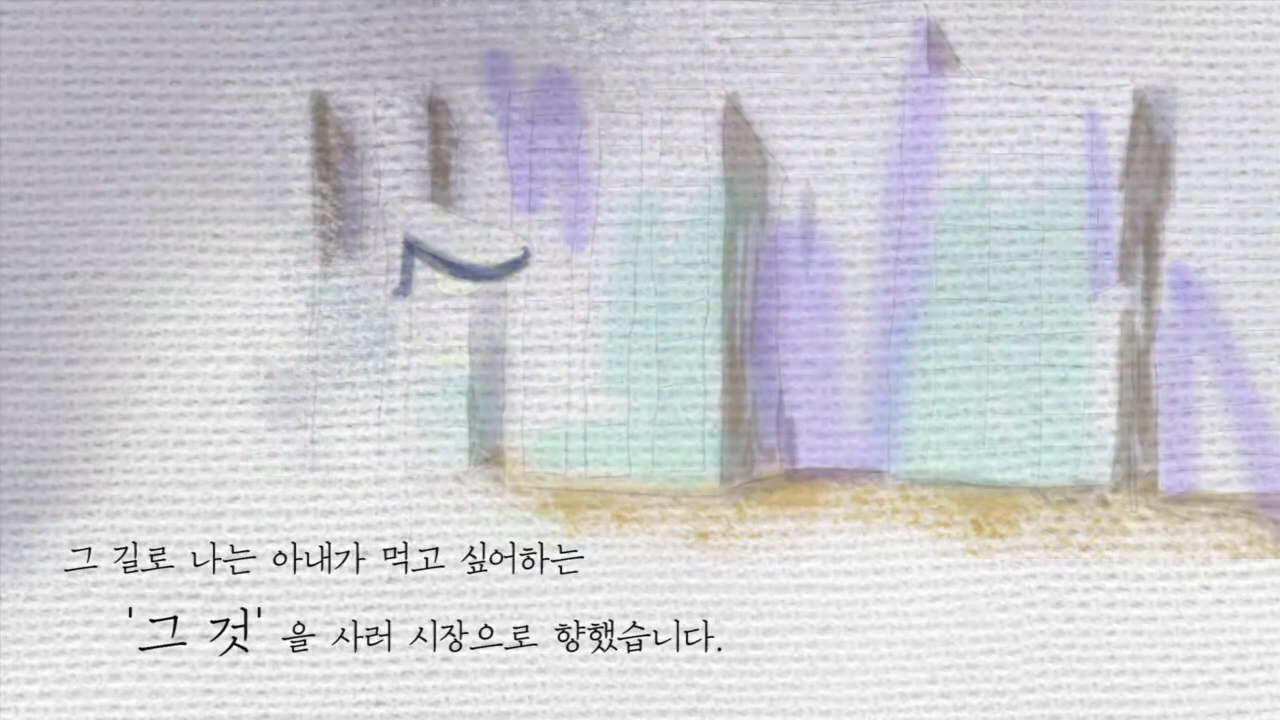 그 길로 나는 아내가 먹고 싶어하는
'그 것' 을 사러 시장으로 향했습니다.